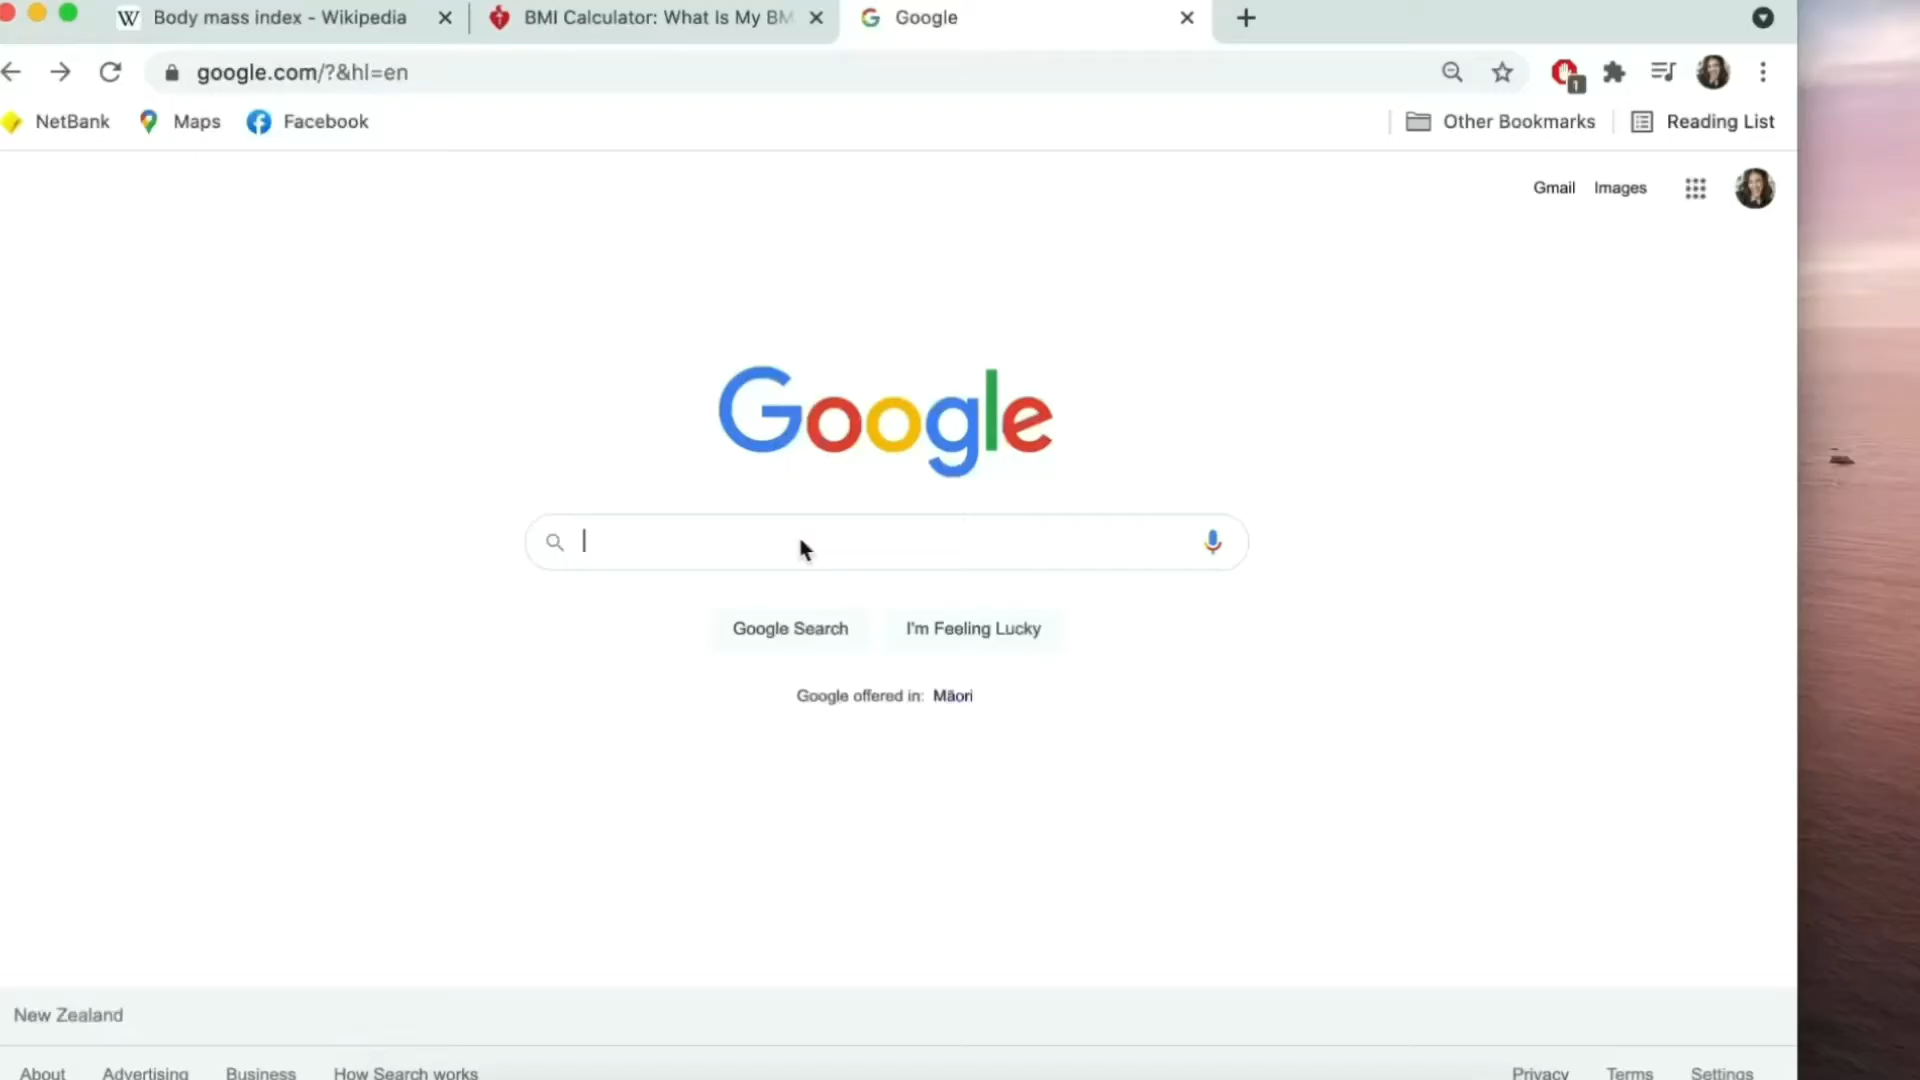 W Body mass index - Wikipedia
BMI Calculator: What Is My BM
Google
google.com/?&hl=en
1
NetBank
Maps
Facebook
Other Bookmarks
Reading List
Gmail
Images
Google
Google Search
I'm Feeling Lucky
Google offered in: Māori
New Zealand
About
Advertising
Business
How Search works
Privacy
Terms
Settings